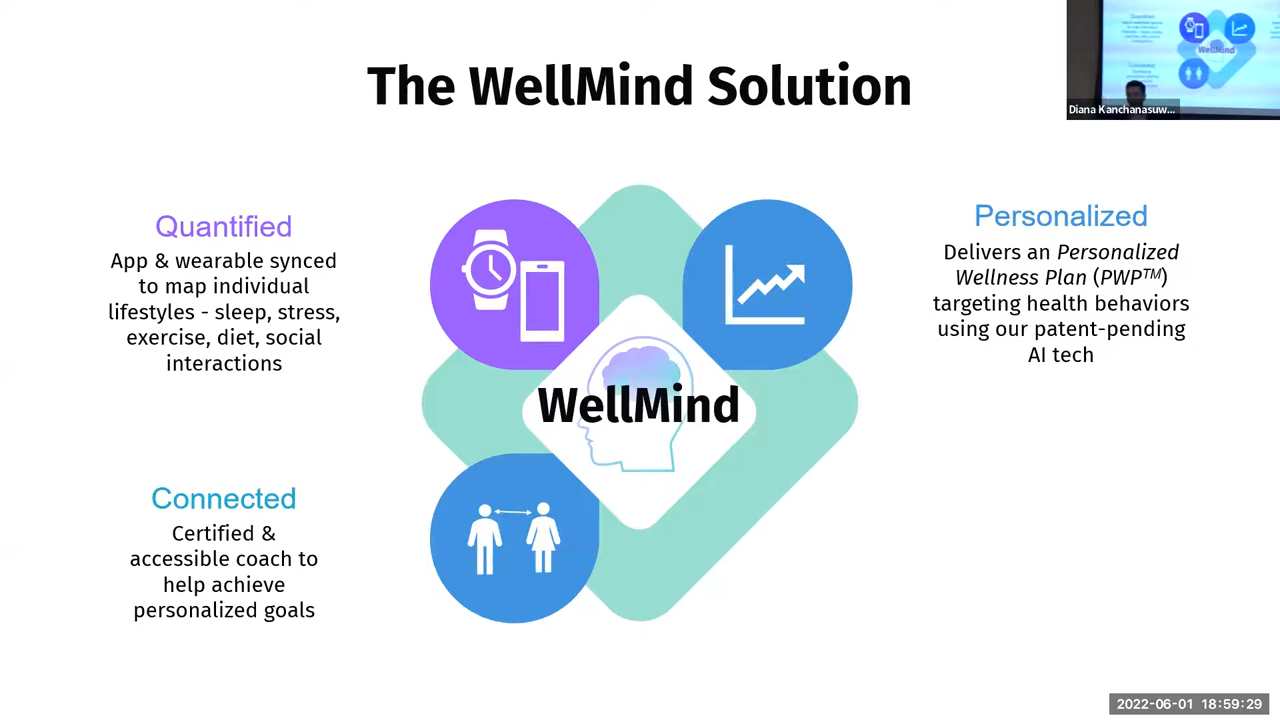 The WellMind Solution
Diana Kanchanasuw...
Quantified
App & wearable synced
to map individual
lifestyles - sleep, stress,
exercise, diet, social
interactions
Personalized
Delivers an Personalized
Wellness Plan (PWP™)
targeting health behaviors
using our patent-pending
AI tech
WellMind
Connected
Certified &
accessible coach to
help achieve
personalized goals
2022-06-01 18:59:29